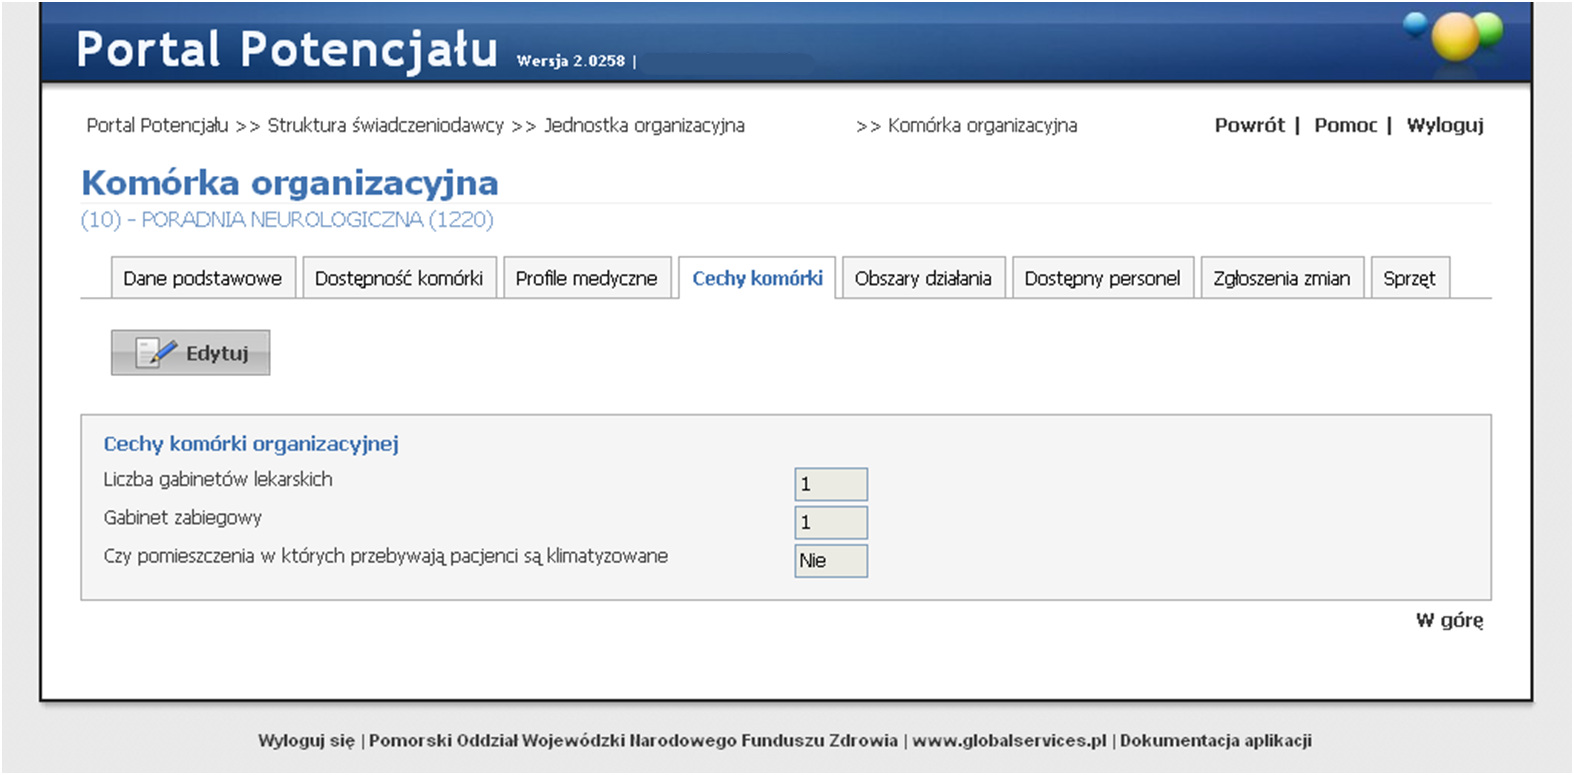 Portal Potencjału Wersja 2.0258 |
Portal Potencjału >> Struktura świadczeniodawcy >> Jednostka organizacyjna >> Komórka organizacyjna Powrót | Pomoc | Wyloguj
Komórka organizacyjna
(10) - PORADNIA NEUROLOGICZNA (1220)
Dane podstawowe Dostępność komórki Profile medyczne Cechy komórki Obszary działania Dostępny personel Zgłoszenia zmian Sprzęt
Edytuj
Cechy komórki organizacyjnej
Liczba gabinetów lekarskich 1
Gabinet zabiegowy 1
Czy pomieszczenia w których przebywają pacjenci są klimatyzowane Nie
W górę
Wyloguj się | Pomorski Oddział Wojewódzki Narodowego Funduszu Zdrowia | www.globalservices.pl | Dokumentacja aplikacji